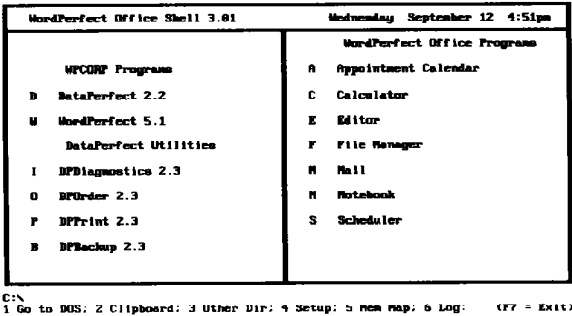 WordPerfect Office Shell 3.01
Wednesday September 12 4:51pm
WPCORP Programs
D DataPerfect 2.2
W WordPerfect 5.1
DataPerfect Utilities
I DPDiagnostics 2.3
O DPOrder 2.3
P DPPrint 2.3
B DPBackup 2.3
WordPerfect Office Programs
A Appointment Calendar
C Calculator
E Editor
F File Manager
M Mail
N Notebook
S Scheduler
C:\
1 Go to DOS; 2 Clipboard; 3 Other Dir; 4 Setup; 5 Mem Map; 6 Log: (F7 = Exit)